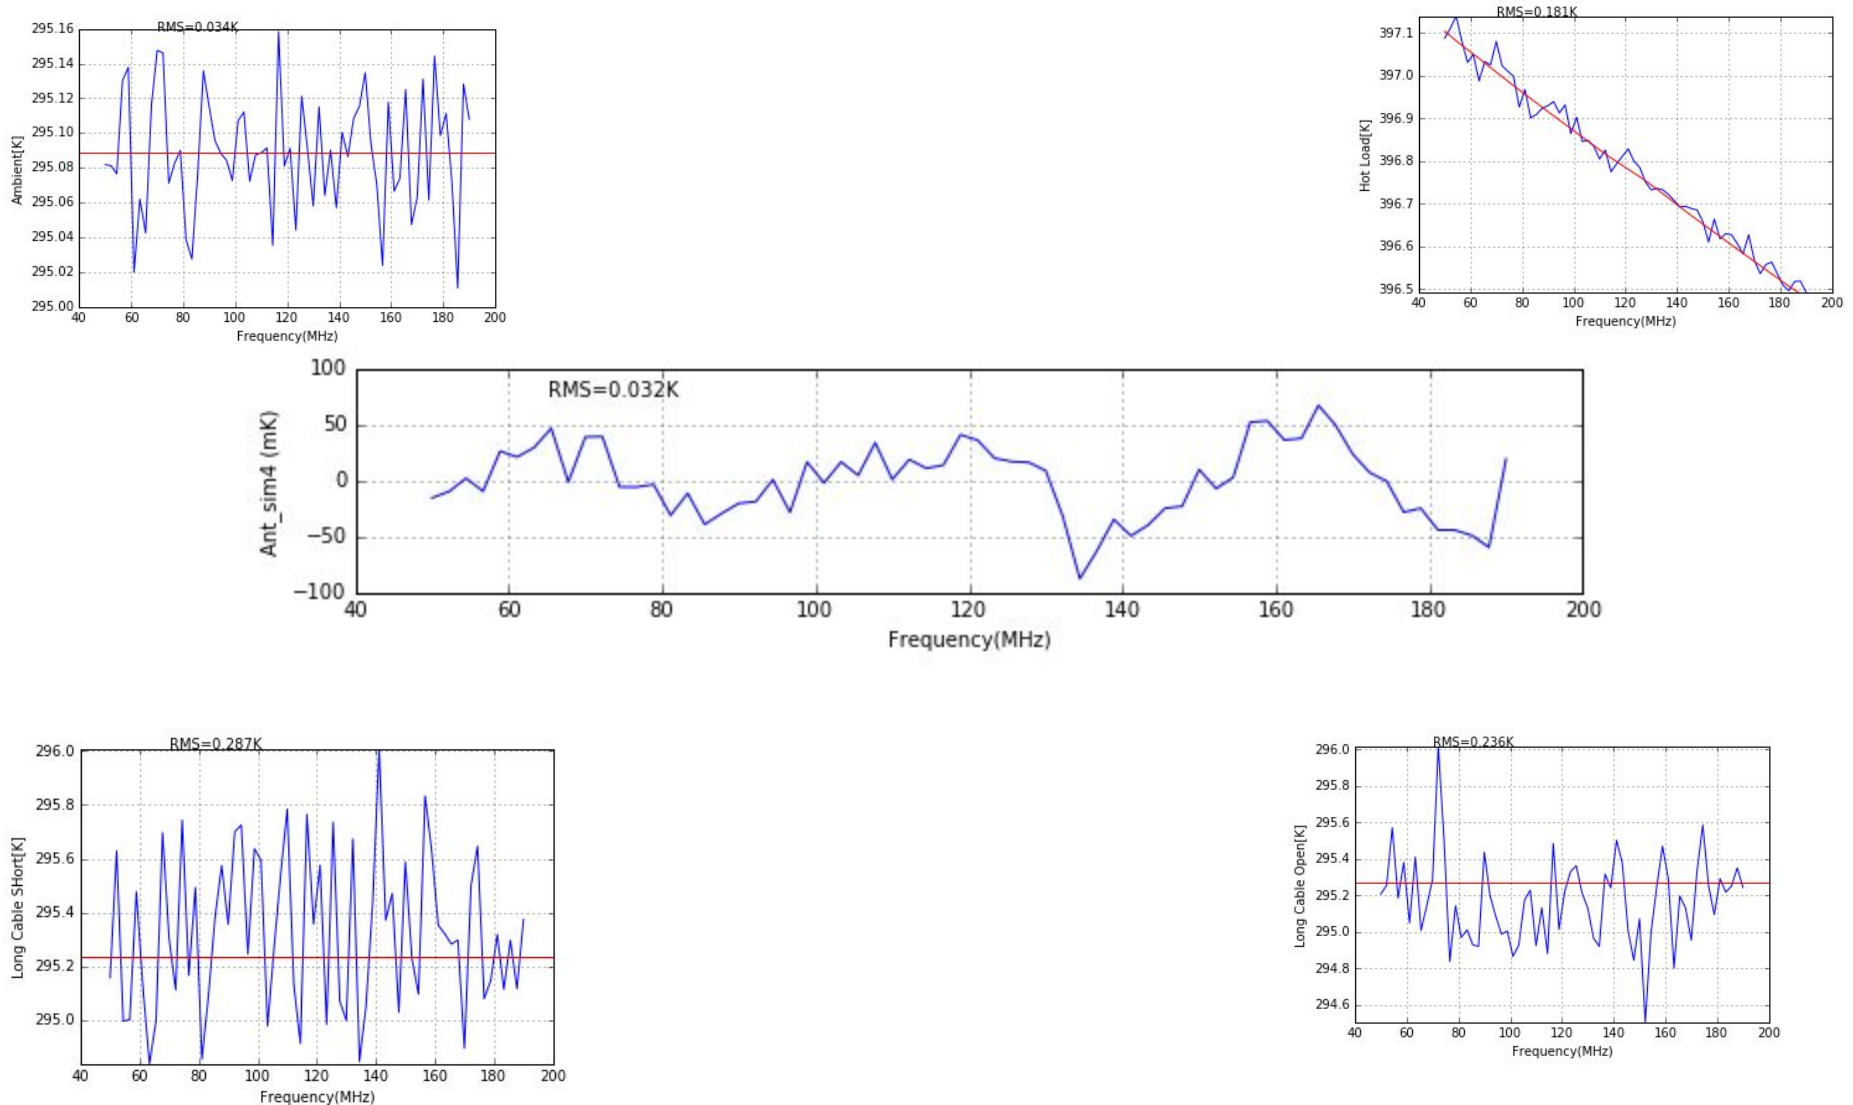 RMS=0.034K
295.16
295.14
295.12
295.10
295.08
295.06
295.04
295.02
295.00
Ambient[K]
40 60 80 100 120 140 160 180 200
Frequency(MHz)
RMS=0.181K
397.1
397.0
396.9
396.8
396.7
396.6
396.5
Hot Load[K]
40 60 80 100 120 140 160 180 200
Frequency(MHz)
RMS=0.032K
100
50
0
−50
−100
Ant_sim4 (mK)
40 60 80 100 120 140 160 180 200
Frequency(MHz)
RMS=0.287K
296.0
295.8
295.6
295.4
295.2
295.0
Long Cable SHort[K]
40 60 80 100 120 140 160 180 200
Frequency(MHz)
RMS=0.236K
296.0
295.8
295.6
295.4
295.2
295.0
294.8
294.6
Long Cable Open[K]
40 60 80 100 120 140 160 180 200
Frequency(MHz)